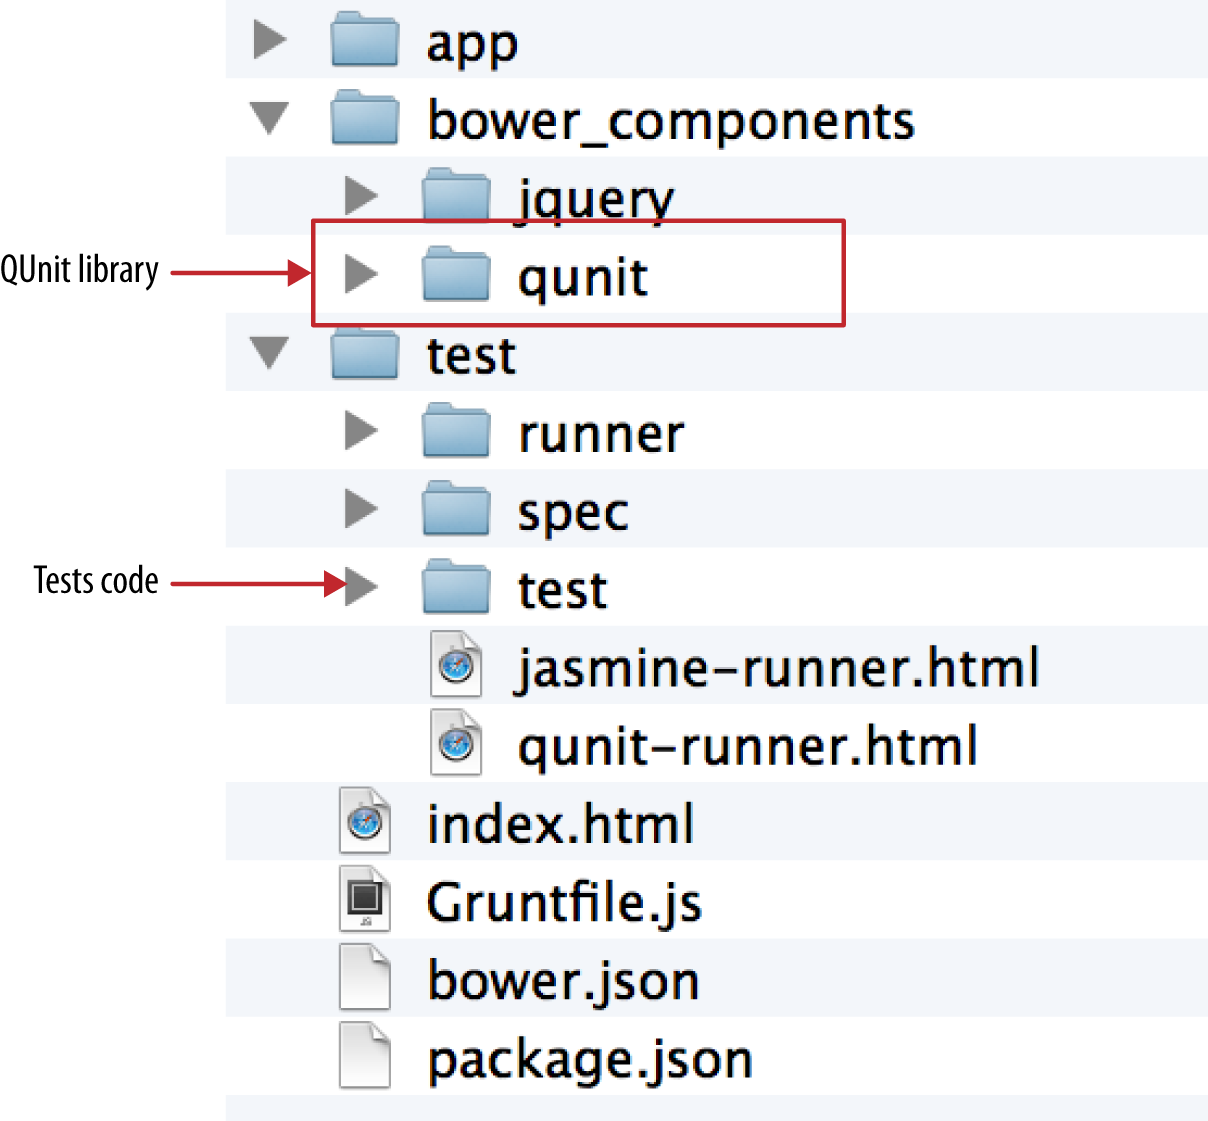 app
bower_components
jquery
QUnit library
qunit
test
runner
spec
Tests code
test
jasmine-runner.html
qunit-runner.html
index.html
Gruntfile.js
bower.json
package.json